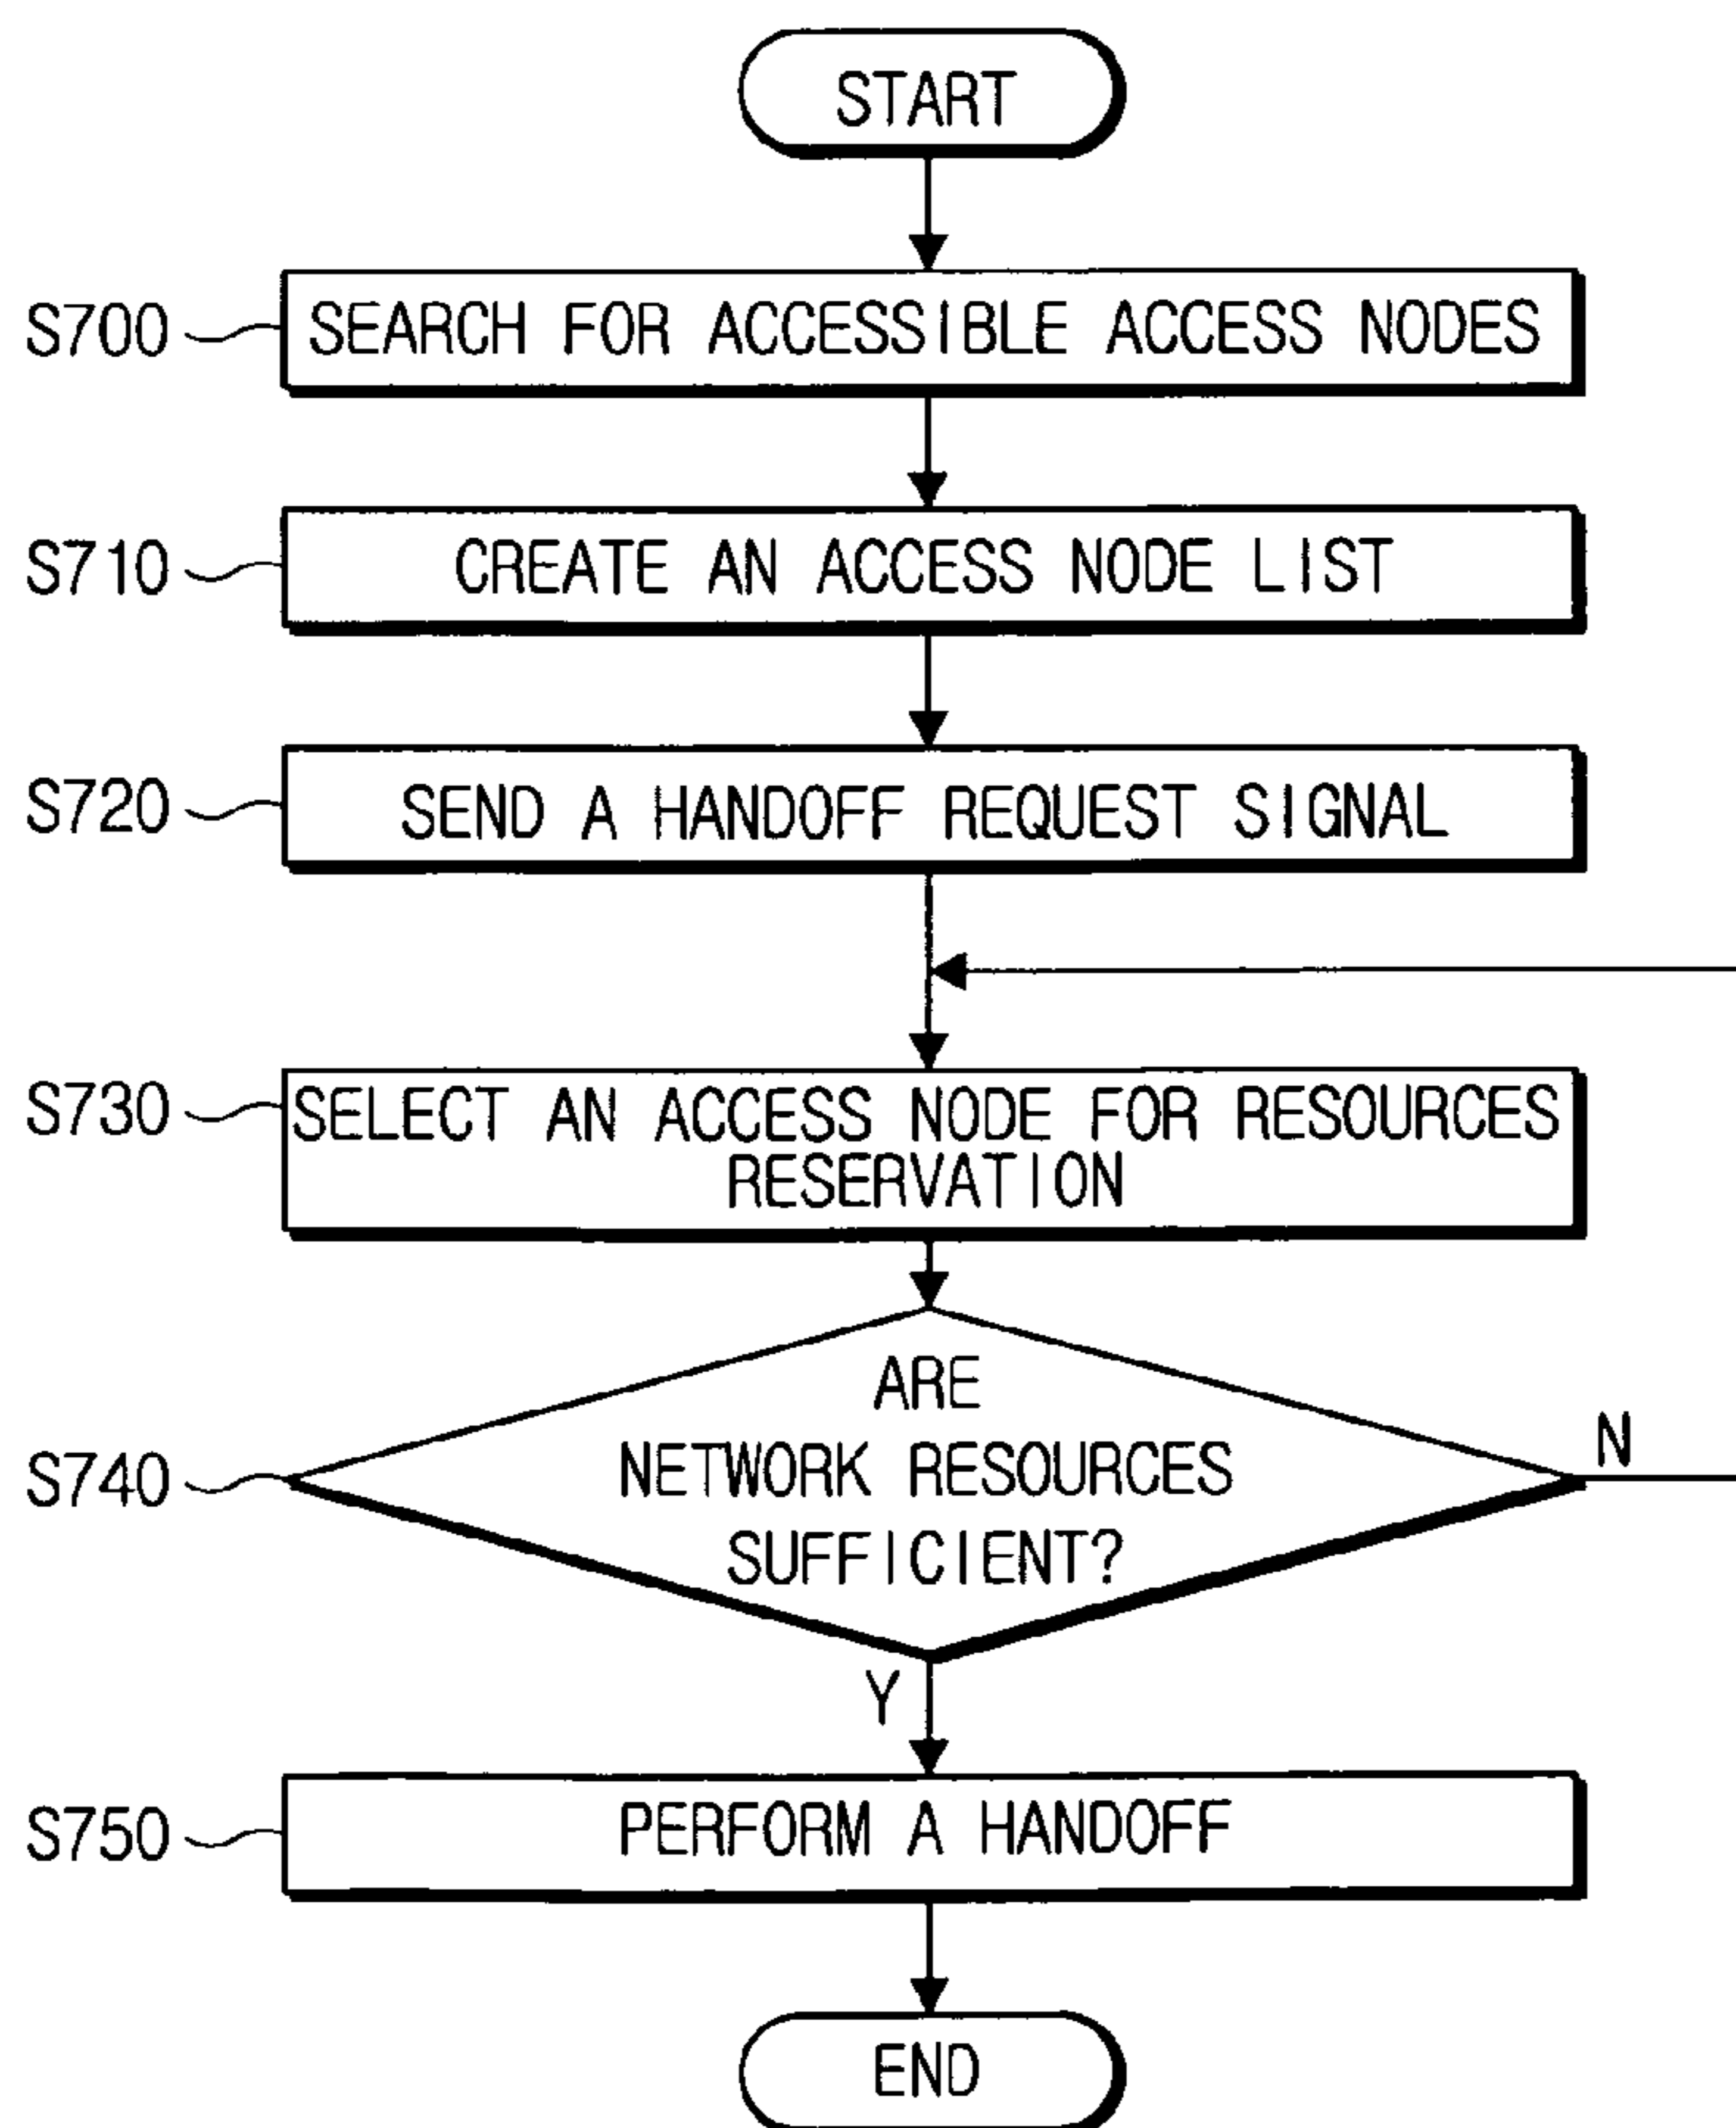 START
S700 SEARCH FOR ACCESSIBLE ACCESS NODES
S710 CREATE AN ACCESS NODE LIST
S720 SEND A HANDOFF REQUEST SIGNAL
S730 SELECT AN ACCESS NODE FOR RESOURCES
RESERVATION
ARE
S740 NETWORK RESOURCES N
SUFFICIENT?
Y
S750 PERFORM A HANDOFF
END